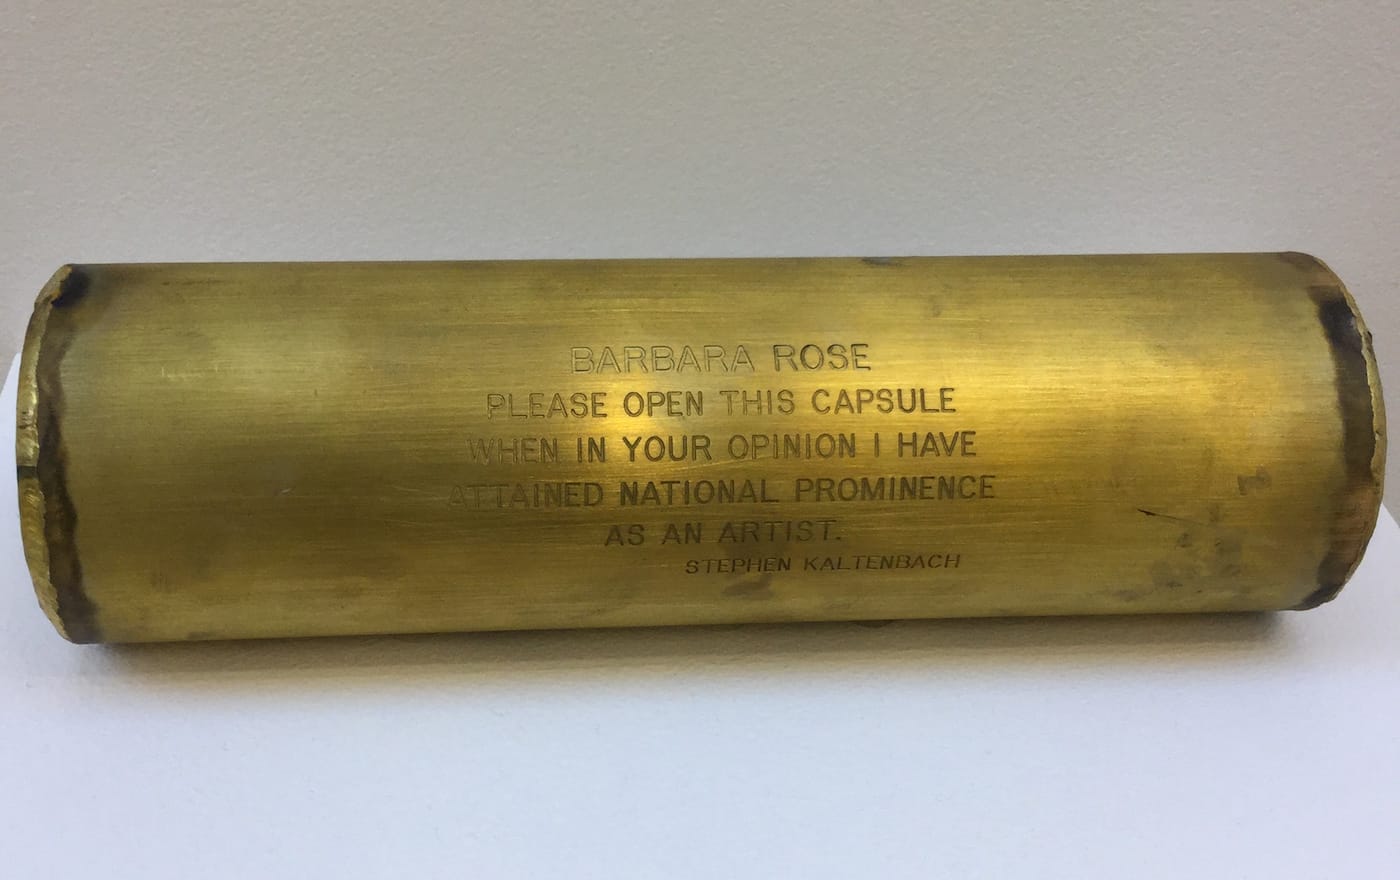 BARBARA ROSE
PLEASE OPEN THIS CAPSULE
WHEN IN YOUR OPINION I HAVE
ATTAINED NATIONAL PROMINENCE
AS AN ARTIST.
STEPHEN KALTENBACH